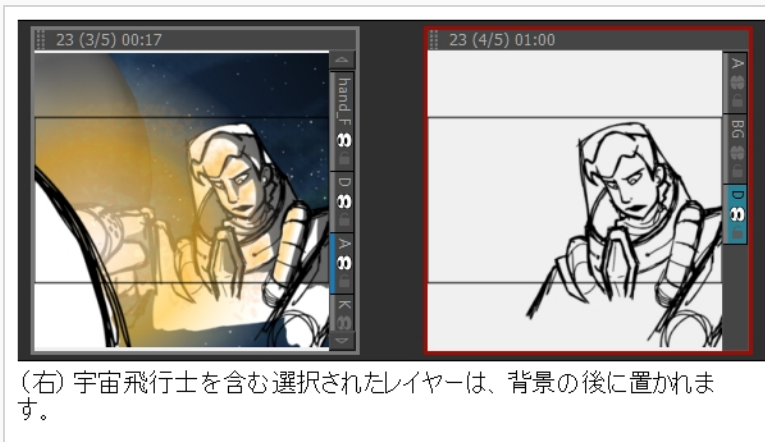 23 (3/5) 00:17
hand_F
D
A
K
23 (4/5) 01:00
A
BG
D
(右) 宇宙飛行士を含む選択されたレイヤーは、背景の後に置かれま
す。